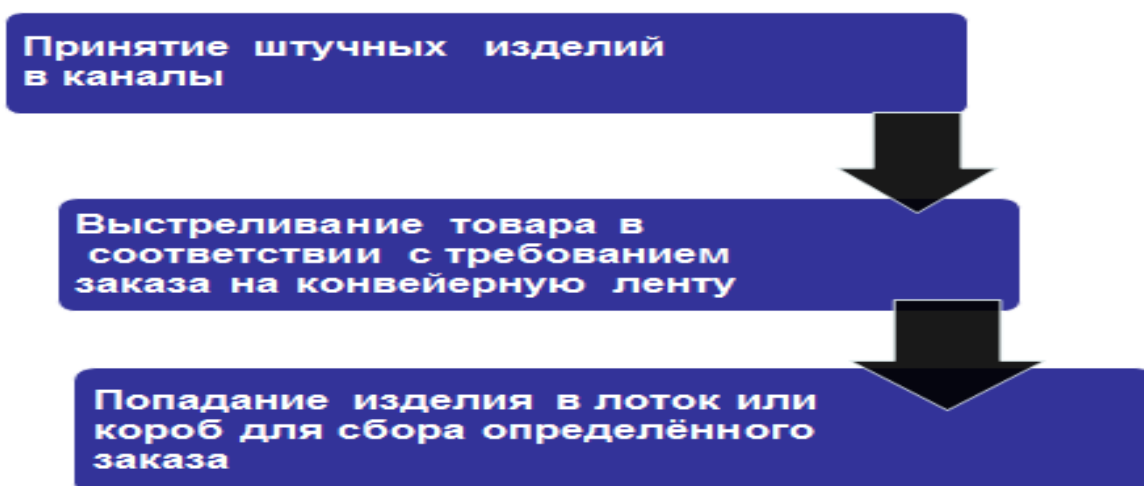 Принятие штучных изделий
в каналы
Выстреливание товара в
соответствии с требованием
заказа на конвейерную ленту
Попадание изделия в лоток или
короб для сбора определённого
заказа